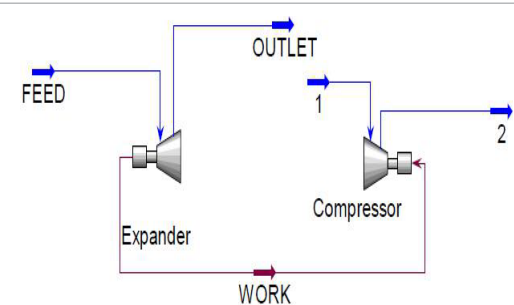 OUTLET
FEED
1
2
Compressor
Expander
WORK